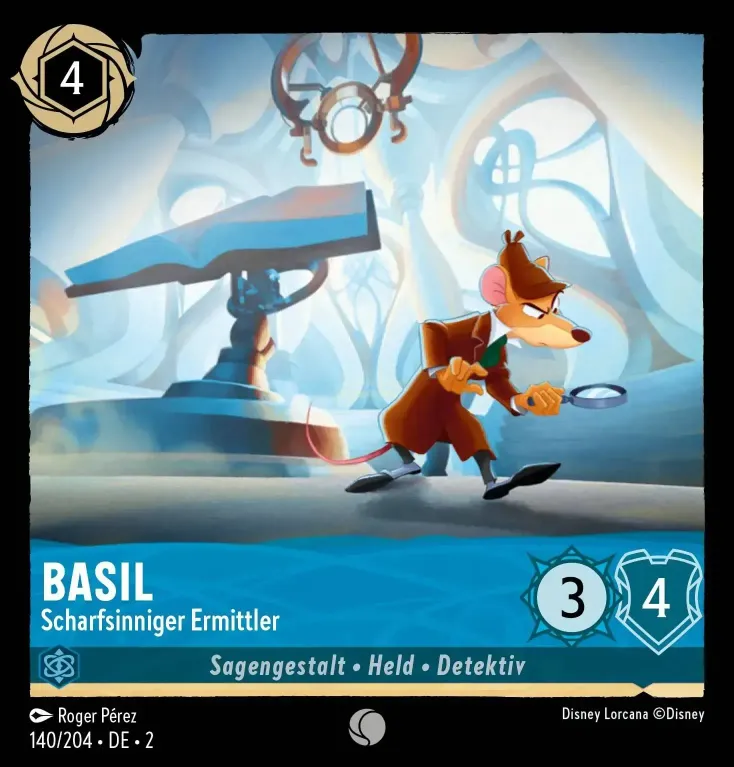 4
BASIL
Scharfsinniger Ermittler
3
4
Sagengestalt • Held • Detektiv
Roger Pérez
Disney Lorcana ©Disney
140/204 • DE • 2